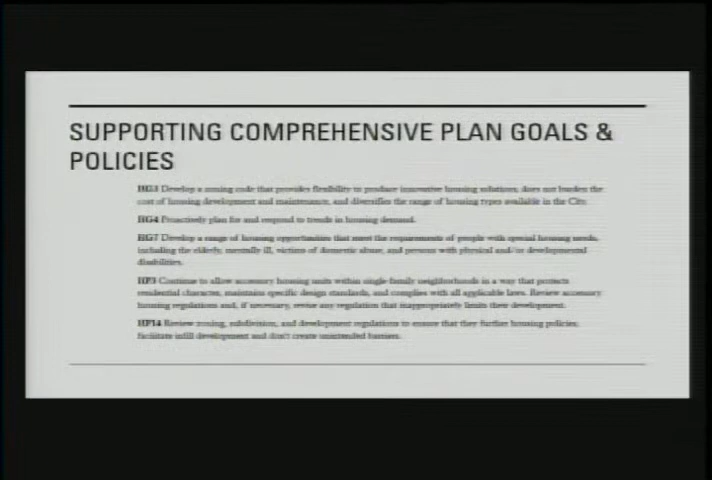 SUPPORTING COMPREHENSIVE PLAN GOALS &
POLICIES
HG3 Develop a zoning code that provides flexibility to produce innovative housing solutions, does not burden the
cost of housing development and maintenance, and diversifies the range of housing types available in the City.
HG4 Proactively plan for and respond to trends in housing demand.
HG7 Develop a range of housing opportunities that meet the requirements of people with special housing needs,
including the elderly, mentally ill, victims of domestic abuse, and persons with physical and/or developmental
disabilities.
HP3 Continue to allow accessory housing units within single-family neighborhoods in a way that protects
residential character, maintains specific design standards, and complies with all applicable laws. Review accessory
housing regulations and, if necessary, revise any regulation that inappropriately limits their development.
HP14 Review zoning, subdivision, and development regulations to ensure that they further housing policies,
facilitate infill development and don't create unintended barriers.